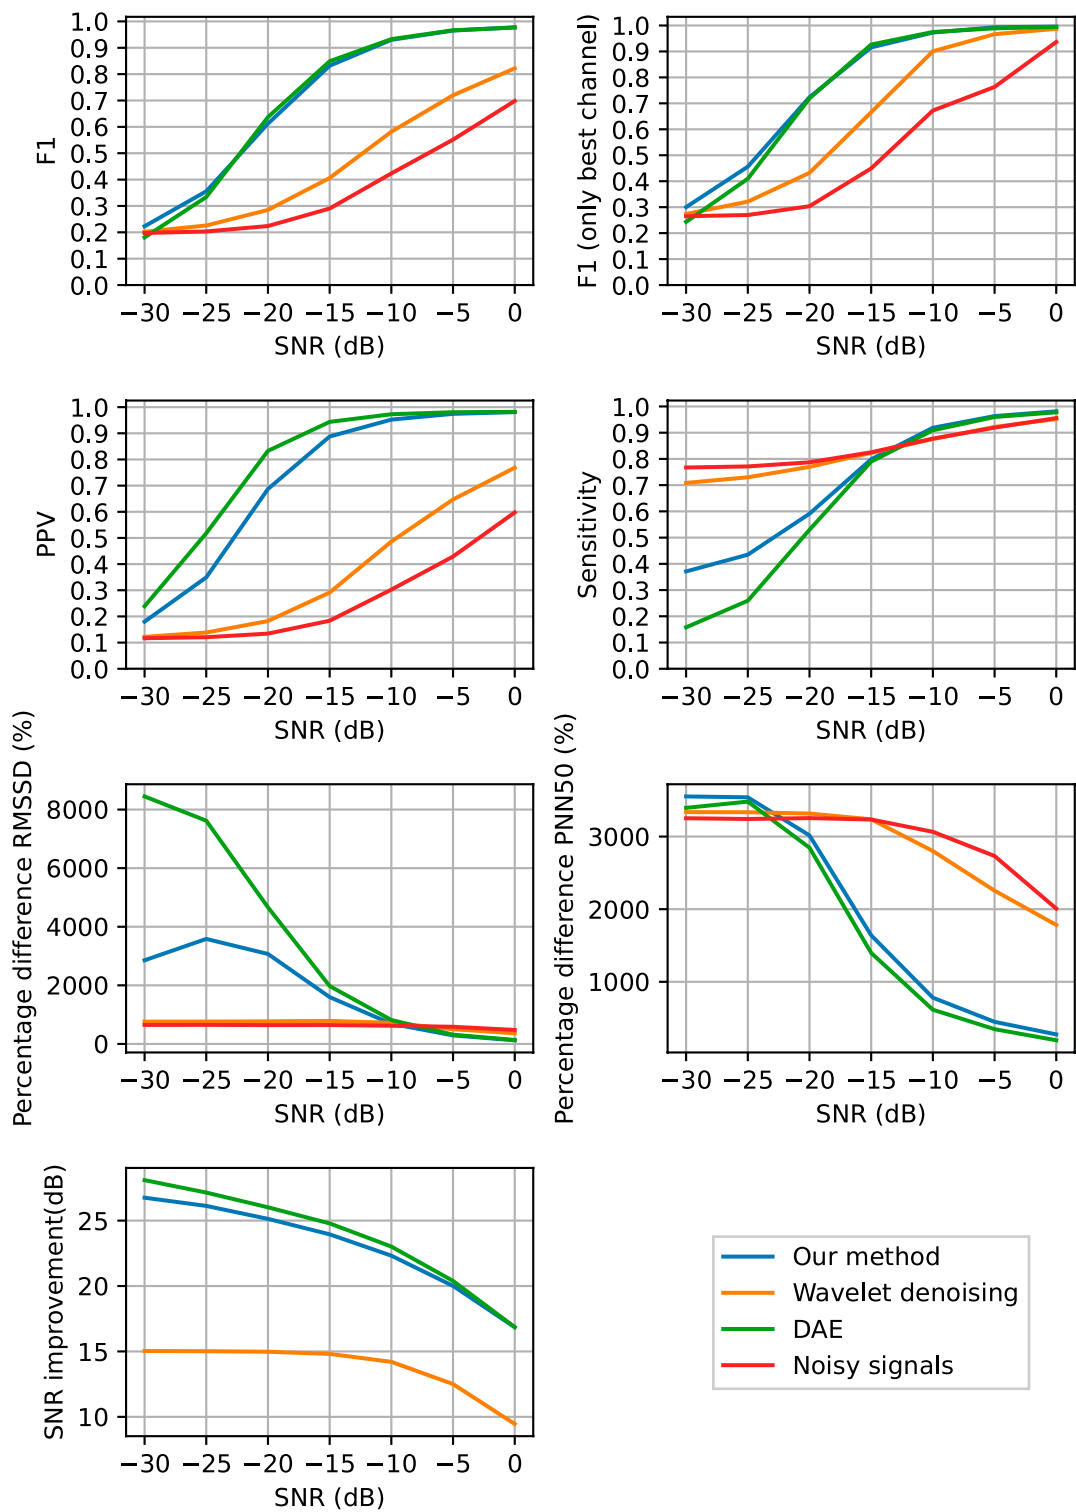 F1
1.0
0.9
0.8
0.7
0.6
0.5
0.4
0.3
0.2
0.1
0.0
−30 −25 −20 −15 −10 −5 0
SNR (dB)
F1 (only best channel)
1.0
0.9
0.8
0.7
0.6
0.5
0.4
0.3
0.2
0.1
0.0
−30 −25 −20 −15 −10 −5 0
SNR (dB)
PPV
1.0
0.9
0.8
0.7
0.6
0.5
0.4
0.3
0.2
0.1
0.0
−30 −25 −20 −15 −10 −5 0
SNR (dB)
Sensitivity
1.0
0.9
0.8
0.7
0.6
0.5
0.4
0.3
0.2
0.1
0.0
−30 −25 −20 −15 −10 −5 0
SNR (dB)
Percentage difference RMSSD (%)
8000
6000
4000
2000
0
−30 −25 −20 −15 −10 −5 0
SNR (dB)
Percentage difference PNN50 (%)
3000
2000
1000
−30 −25 −20 −15 −10 −5 0
SNR (dB)
SNR improvement(dB)
25
20
15
10
−30 −25 −20 −15 −10 −5 0
SNR (dB)
Our method
Wavelet denoising
DAE
Noisy signals